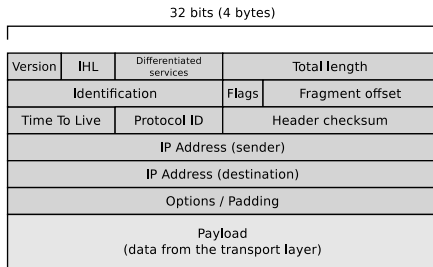 32 bits (4 bytes)
Version IHL Differentiated services Total length
Identification Flags Fragment offset
Time To Live Protocol ID Header checksum
IP Address (sender)
IP Address (destination)
Options / Padding
Payload
(data from the transport layer)